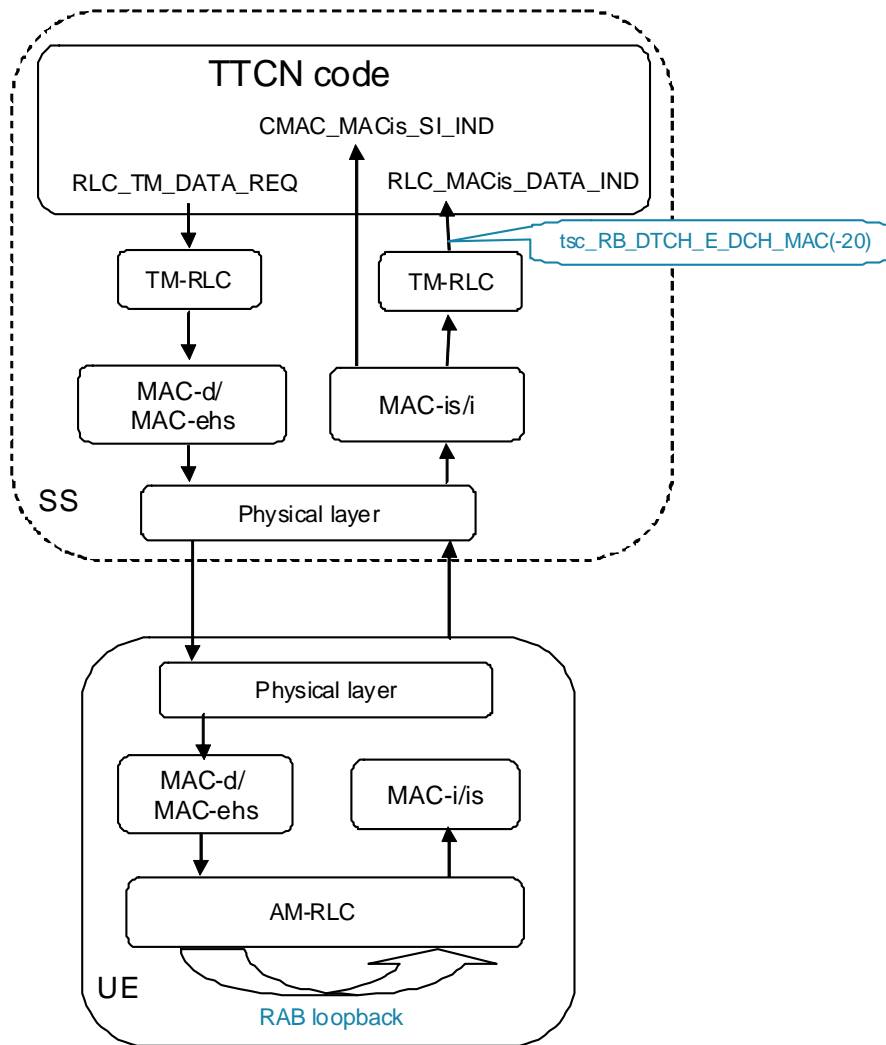 TTCN code
CMAC_MACis_SI_IND
RLC_TM_DATA_REQ
RLC_MACis_DATA_IND
tsc_RB_DTCH_E_DCH_MAC(-20)
TM-RLC
TM-RLC
MAC-d/
MAC-ehs
MAC-is/i
SS
Physical layer
Physical layer
MAC-d/
MAC-ehs
MAC-i/is
AM-RLC
UE
RAB loopback